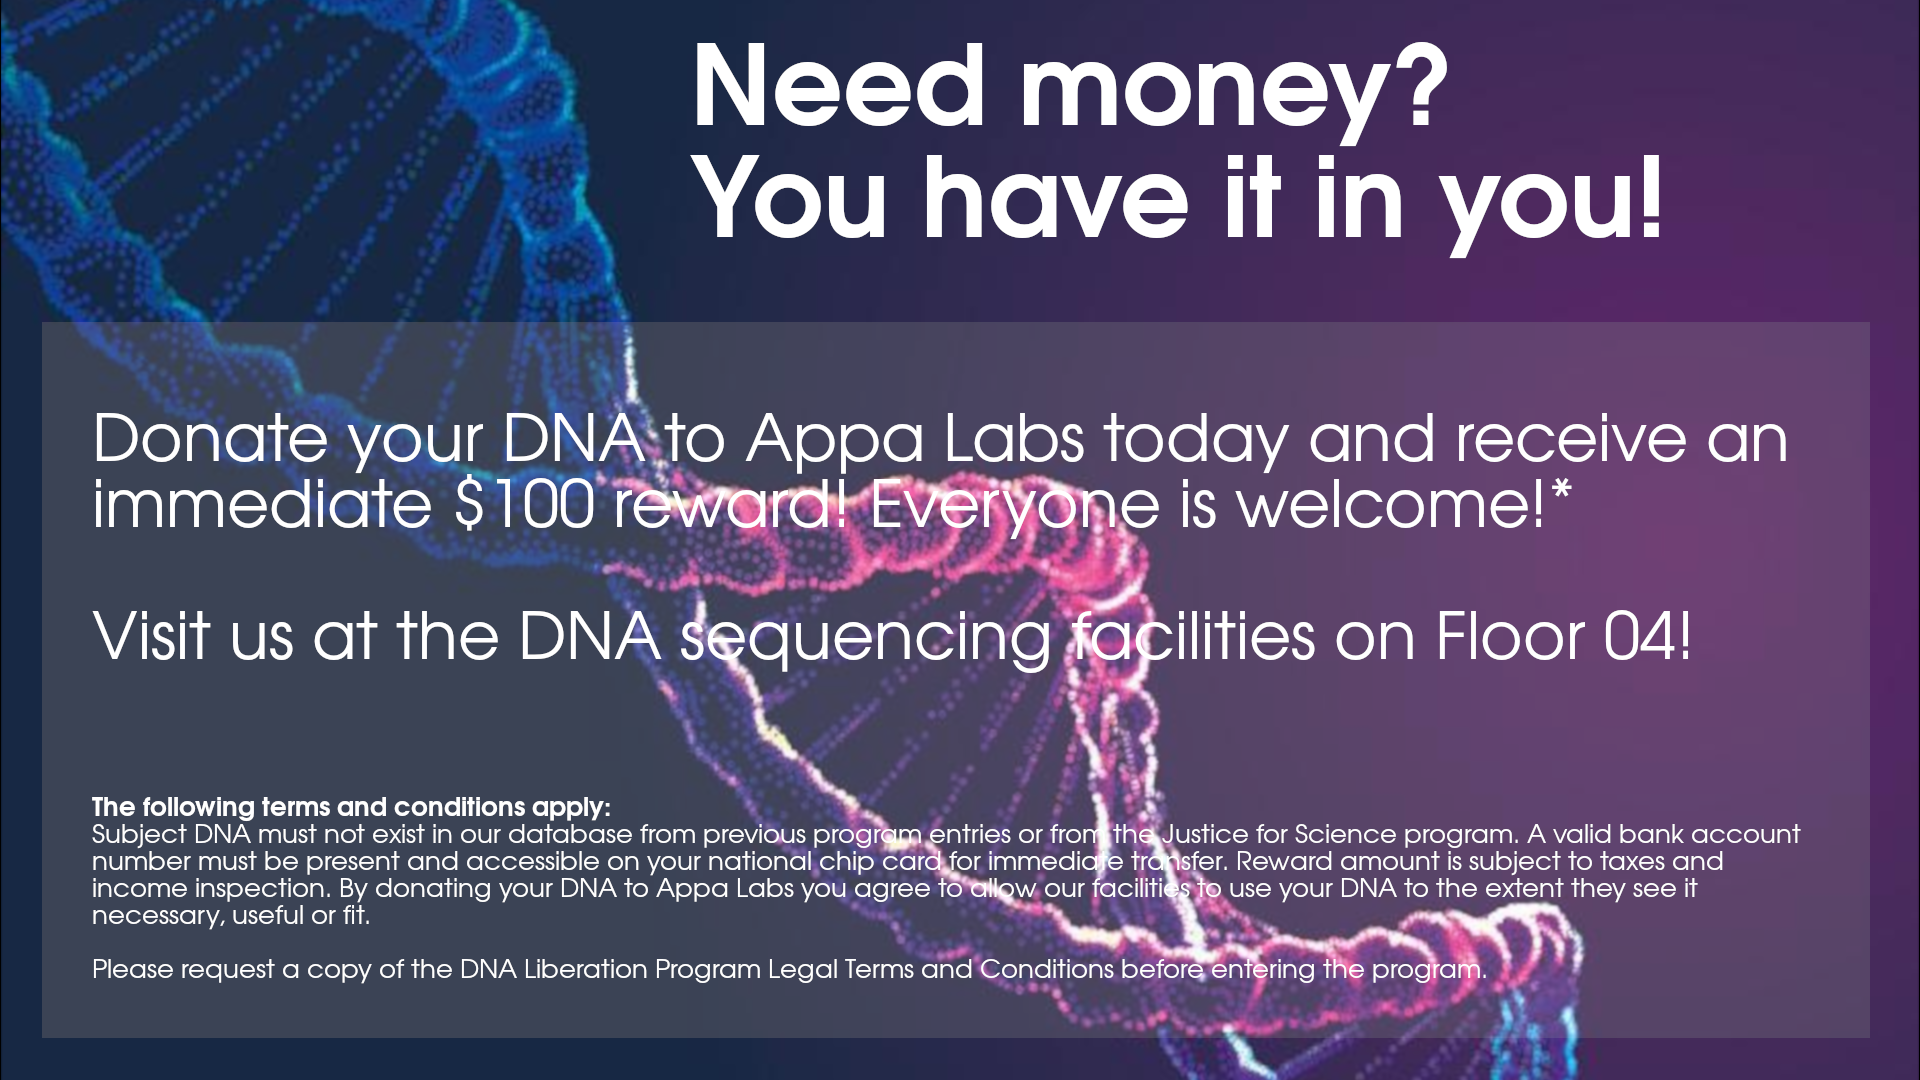 Need money?
You have it in you!
Donate your DNA to Appa Labs today and receive an
immediate $100 reward! Everyone is welcome!*
Visit us at the DNA sequencing facilities on Floor 04!
The following terms and conditions apply:
Subject DNA must not exist in our database from previous program entries or from the Justice for Science program. A valid bank account
number must be present and accessible on your national chip card for immediate transfer. Reward amount is subject to taxes and
income inspection. By donating your DNA to Appa Labs you agree to allow our facilities to use your DNA to the extent they see it
necessary, useful or fit.
Please request a copy of the DNA Liberation Program Legal Terms and Conditions before entering the program.